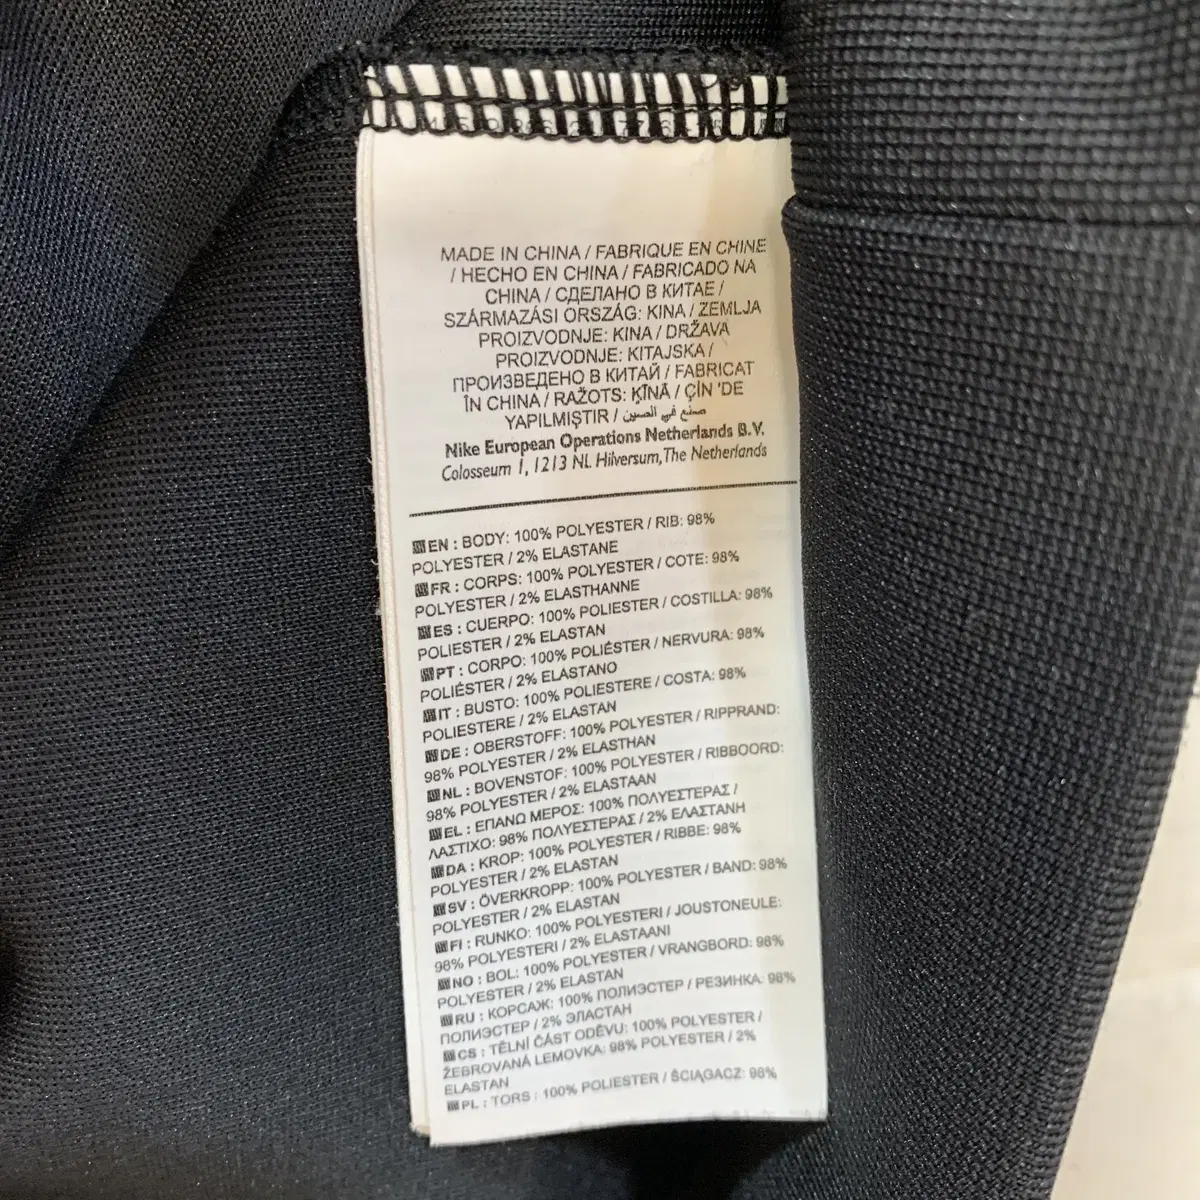 MADE IN CHINA / FABRIQUE EN CHINE
/ HECHO EN CHINA / FABRICADO NA
CHINA / СДЕЛАНО В КИТАЕ /
SZÁRMAZÁSI ORSZÁG: KINA / ZEMLJA
PROIZVODNJE: KINA / DRŽAVA
PROIZVODNJE: KITAJSKA /
ПРОИЗВЕДЕНО В КИТАЙ / FABRICAT
ÎN CHINA / RAŽOTS: ĶĪNĀ / ÇİN 'DE
YAPILMIŞTIR / صنع في الصين
Nike European Operations Netherlands B.V.
Colosseum 1, 1213 NL Hilversum, The Netherlands
EN : BODY: 100% POLYESTER / RIB: 98%
POLYESTER / 2% ELASTANE
FR : CORPS: 100% POLYESTER / COTE: 98%
POLYESTER / 2% ELASTHANNE
ES : CUERPO: 100% POLIESTER / COSTILLA: 98%
POLIESTER / 2% ELASTAN
PT : CORPO: 100% POLIÉSTER / NERVURA: 98%
POLIÉSTER / 2% ELASTANO
IT : BUSTO: 100% POLIESTERE / COSTA: 98%
POLIESTERE / 2% ELASTAN
DE : OBERSTOFF: 100% POLYESTER / RIPPRAND:
98% POLYESTER / 2% ELASTHAN
NL : BOVENSTOF: 100% POLYESTER / RIBBOORD:
98% POLYESTER / 2% ELASTAAN
EL : ΕΠΑΝΩ ΜΕΡΟΣ: 100% ΠΟΛΥΕΣΤΕΡΑΣ /
ΛΑΣΤΙΧΟ: 98% ΠΟΛΥΕΣΤΕΡΑΣ / 2% ΕΛΑΣΤΑΝΗ
DA : KROP: 100% POLYESTER / RIBBE: 98%
POLYESTER / 2% ELASTAN
SV : ÖVERKROPP: 100% POLYESTER / BAND: 98%
POLYESTER / 2% ELASTAN
FI : RUNKO: 100% POLYESTERI / JOUSTONEULE:
98% POLYESTERI / 2% ELASTAANI
NO : BOL: 100% POLYESTER / VRANGBORD: 98%
POLYESTER / 2% ELASTAN
RU : КОРСАЖ: 100% ПОЛИЭСТЕР / РЕЗИНКА: 98%
ПОЛИЭСТЕР / 2% ЭЛАСТАН
CS : TĚLNÍ ČÁST ODĚVU: 100% POLYESTER /
ŽEBROVANÁ LEMOVKA: 98% POLYESTER / 2%
ELASTAN
PL : TORS : 100% POLIESTER / ŚCIĄGACZ: 98%